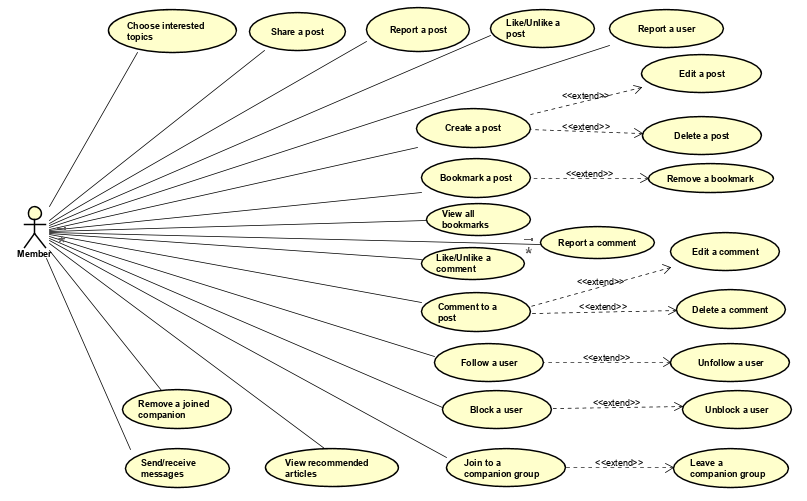 Choose interested
topics
Share a post
Report a post
Like/Unlike a
post
Report a user
Edit a post
<<extend>>
Create a post
<<extend>>
Delete a post
Bookmark a post
<<extend>>
Remove a bookmark
View all
bookmarks
Report a comment
*
Member
Like/Unlike a
comment
Edit a comment
<<extend>>
Comment to a
post
<<extend>>
Delete a comment
Follow a user
<<extend>>
Unfollow a user
Remove a joined
companion
Block a user
<<extend>>
Unblock a user
Send/receive
messages
View recommended
articles
Join to a
companion group
<<extend>>
Leave a
companion group